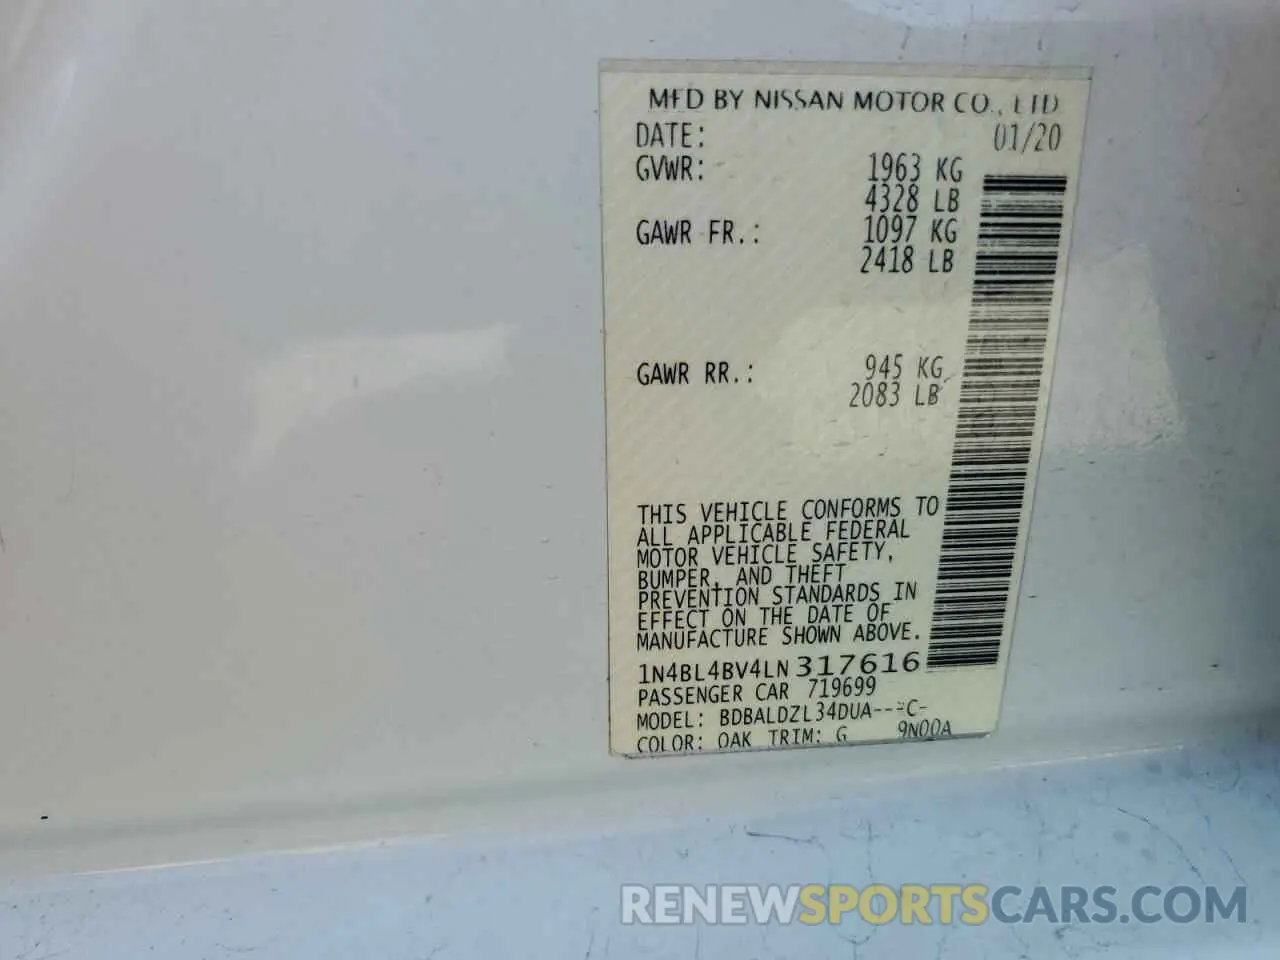 MFD BY NISSAN MOTOR CO., LTD
DATE: 01/20
GVWR: 1963 KG
4328 LB
GAWR FR.: 1097 KG
2418 LB
GAWR RR.: 945 KG
2083 LB
THIS VEHICLE CONFORMS TO
ALL APPLICABLE FEDERAL
MOTOR VEHICLE SAFETY,
BUMPER, AND THEFT
PREVENTION STANDARDS IN
EFFECT ON THE DATE OF
MANUFACTURE SHOWN ABOVE.
1N4BL4BV4LN317616
PASSENGER CAR 719699
MODEL: BDBALDZL34DUA---C-
COLOR: QAK TRIM: G 9N00A
RENEWSPORTSCARS.COM